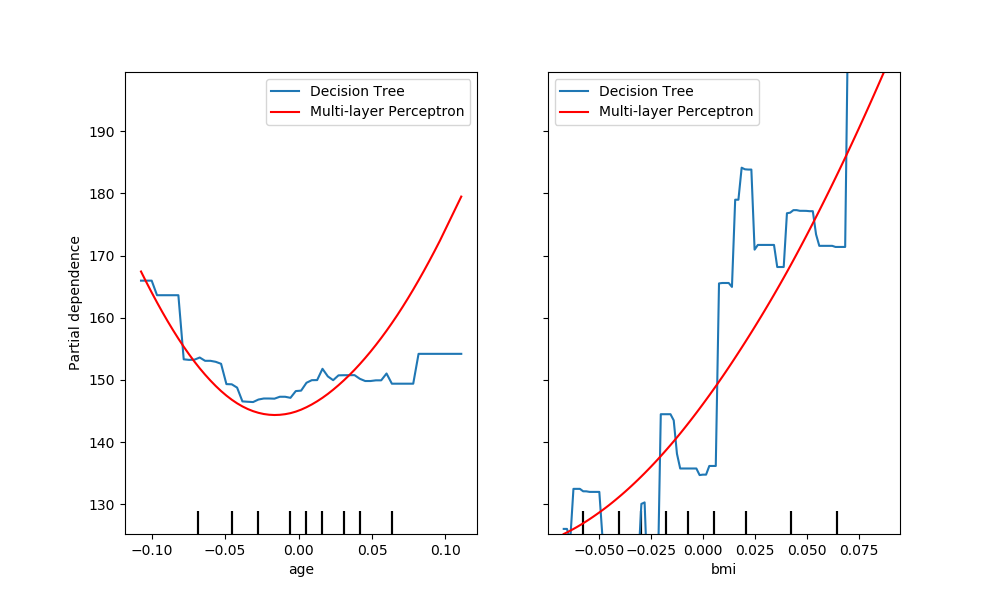 Decision Tree
Multi-layer Perceptron
Decision Tree
Multi-layer Perceptron
Partial dependence
190
180
170
160
150
140
130
−0.10 −0.05 0.00 0.05 0.10
age
−0.050 −0.025 0.000 0.025 0.050 0.075
bmi